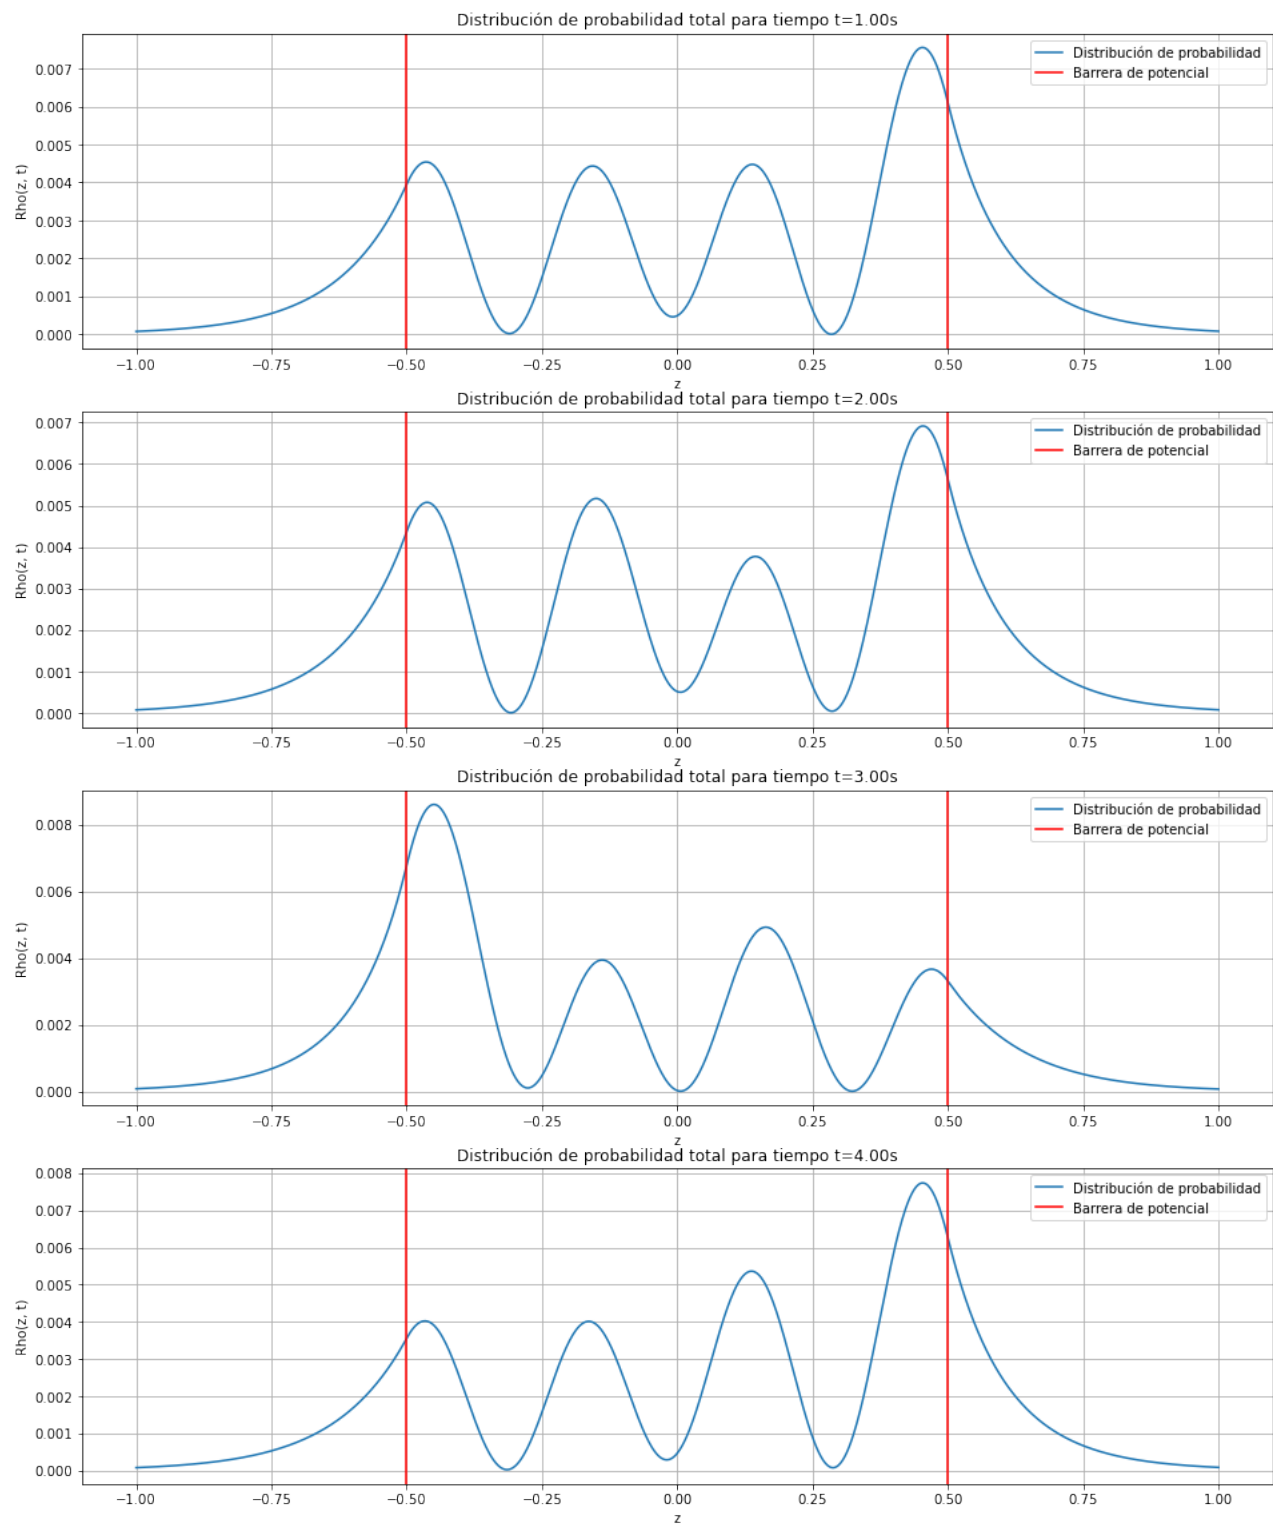 Distribución de probabilidad total para tiempo t=1.00s
Distribución de probabilidad
Barrera de potencial
0.007
0.006
0.005
0.004
0.003
0.002
0.001
0.000
Rho(z, t)
−1.00 −0.75 −0.50 −0.25 0.00 0.25 0.50 0.75 1.00
z
Distribución de probabilidad total para tiempo t=2.00s
Distribución de probabilidad
Barrera de potencial
0.007
0.006
0.005
0.004
0.003
0.002
0.001
0.000
Rho(z, t)
−1.00 −0.75 −0.50 −0.25 0.00 0.25 0.50 0.75 1.00
z
Distribución de probabilidad total para tiempo t=3.00s
Distribución de probabilidad
Barrera de potencial
0.008
0.006
0.004
0.002
0.000
Rho(z, t)
−1.00 −0.75 −0.50 −0.25 0.00 0.25 0.50 0.75 1.00
z
Distribución de probabilidad total para tiempo t=4.00s
Distribución de probabilidad
Barrera de potencial
0.008
0.007
0.006
0.005
0.004
0.003
0.002
0.001
0.000
Rho(z, t)
−1.00 −0.75 −0.50 −0.25 0.00 0.25 0.50 0.75 1.00
z